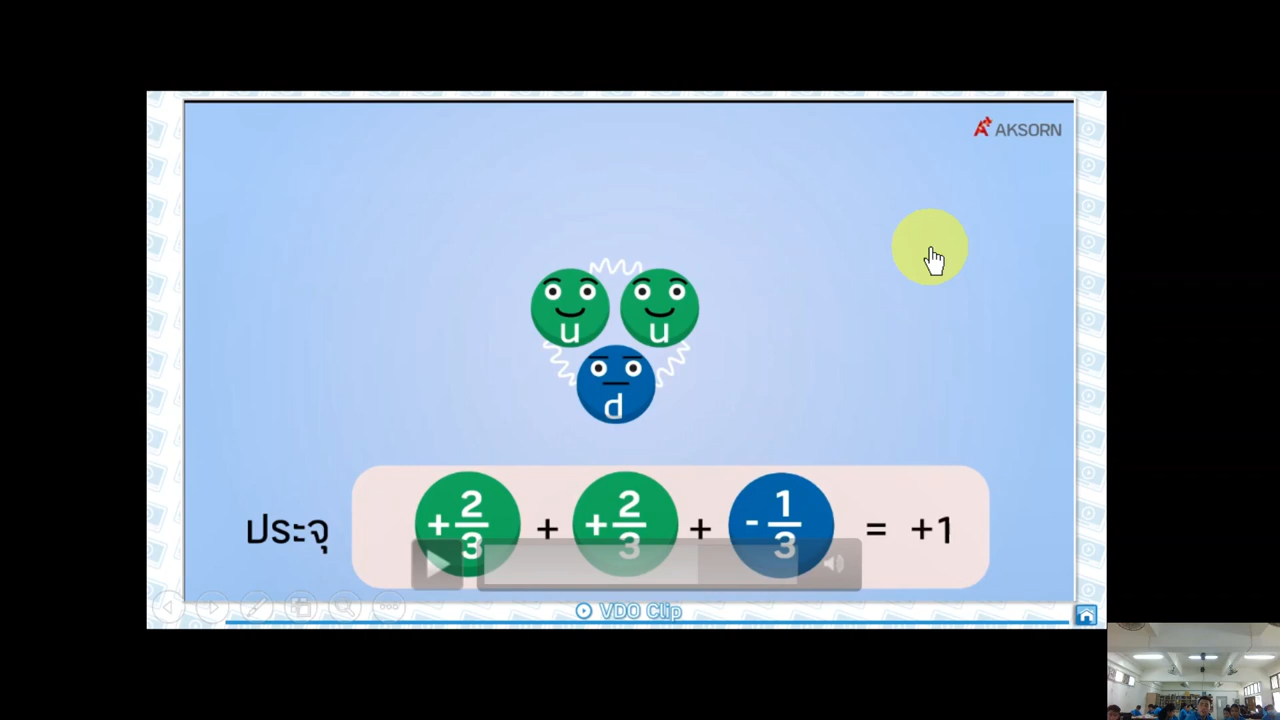 AKSORN
u u
d
ประจุ +2/3 + +2/3 + -1/3 = +1
VDO Clip